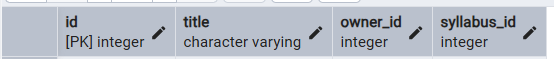 id title owner_id syllabus_id
[PK] integer character varying integer integer